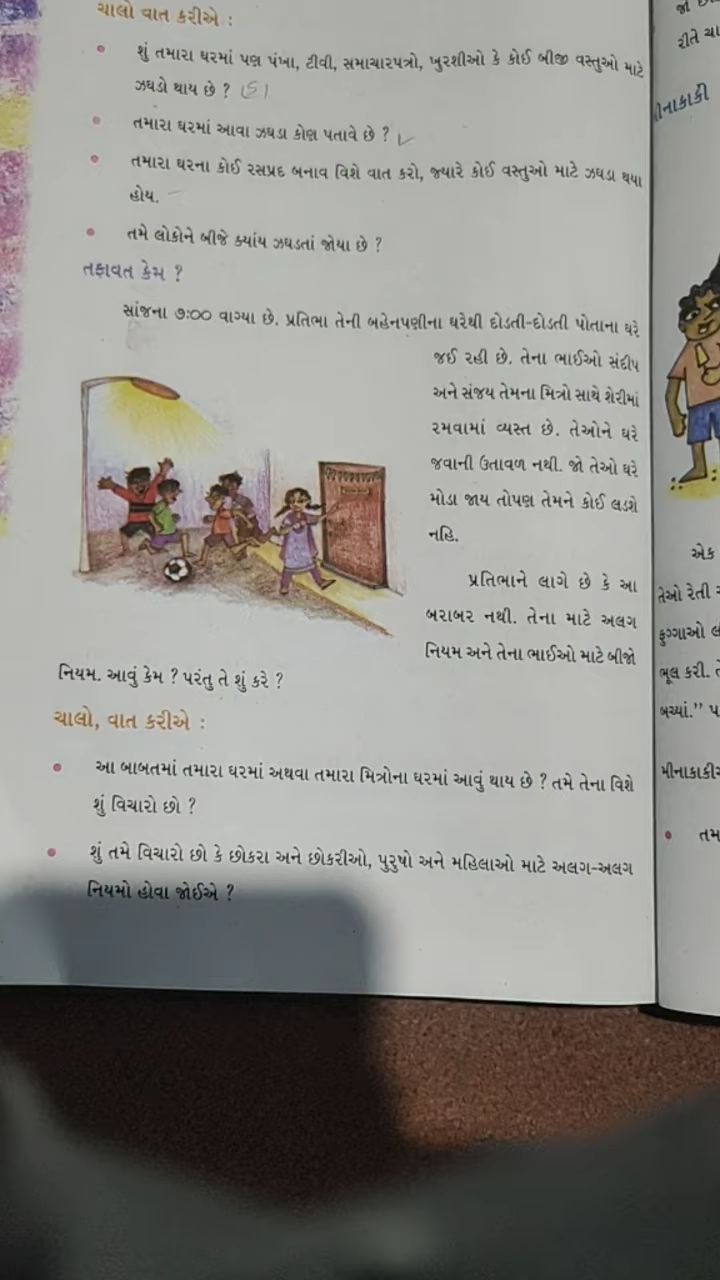 ચાલો વાત કરીએ :
• શું તમારા ઘરમાં પણ પંખા, ટીવી, સમાચારપત્રો, ખુરશીઓ કે કોઈ બીજી વસ્તુઓ માટે
ઝઘડો થાય છે ?
• તમારા ઘરમાં આવા ઝઘડા કોણ પતાવે છે ?
• તમારા ઘરના કોઈ રસપ્રદ બનાવ વિશે વાત કરો, જ્યારે કોઈ વસ્તુઓ માટે ઝઘડા થયા
હોય.
• તમે લોકોને બીજે ક્યાંય ઝઘડતાં જોયા છે ?
તફાવત કેમ ?
સાંજના ૭:૦૦ વાગ્યા છે. પ્રતિભા તેની બહેનપણીના ઘરેથી દોડતી-દોડતી પોતાના ઘરે
જઈ રહી છે. તેના ભાઈઓ સંદીપ
અને સંજય તેમના મિત્રો સાથે શેરીમાં
રમવામાં વ્યસ્ત છે. તેઓને ઘરે
જવાની ઉતાવળ નથી. જો તેઓ ઘરે
મોડા જાય તોપણ તેમને કોઈ લડશે
નહિ.
પ્રતિભાને લાગે છે કે આ
બરાબર નથી. તેના માટે અલગ
નિયમ અને તેના ભાઈઓ માટે બીજો
નિયમ. આવું કેમ ? પરંતુ તે શું કરે ?
ચાલો, વાત કરીએ :
• આ બાબતમાં તમારા ઘરમાં અથવા તમારા મિત્રોના ઘરમાં આવું થાય છે ? તમે તેના વિશે
શું વિચારો છો ?
• શું તમે વિચારો છો કે છોકરા અને છોકરીઓ, પુરુષો અને મહિલાઓ માટે અલગ-અલગ
નિયમો હોવા જોઈએ ?
રીતે
એક
તેઓ રેતી
ફુગ્ગાઓ
ભૂલ કરી.
બચ્યાં.”